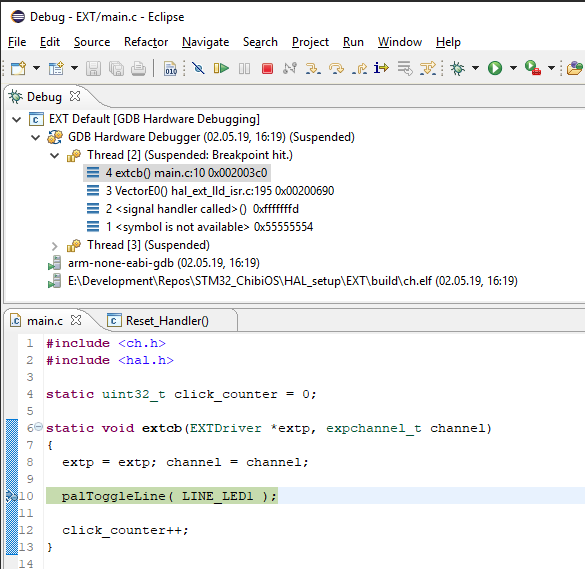 Debug - EXT/main.c - Eclipse
File Edit Source Refactor Navigate Search Project Run Window Help
010
Debug
EXT Default [GDB Hardware Debugging]
GDB Hardware Debugger (02.05.19, 16:19) (Suspended)
Thread [2] (Suspended: Breakpoint hit.)
4 extcb() main.c:10 0x002003c0
3 VectorE0() hal_ext_lld_isr.c:195 0x00200690
2 <signal handler called>() 0xfffffffd
1 <symbol is not available> 0x55555554
Thread [3] (Suspended)
arm-none-eabi-gdb (02.05.19, 16:19)
E:\Development\Repos\STM32_ChibiOS\HAL_setup\EXT\build\ch.elf (02.05.19, 16:19)
main.c Reset_Handler()
1 #include <ch.h>
2 #include <hal.h>
3
4 static uint32_t click_counter = 0;
5
6 static void extcb(EXTDriver *extp, expchannel_t channel)
7 {
8 extp = extp; channel = channel;
9
10 palToggleLine( LINE_LED1 );
11
12 click_counter++;
13 }
14